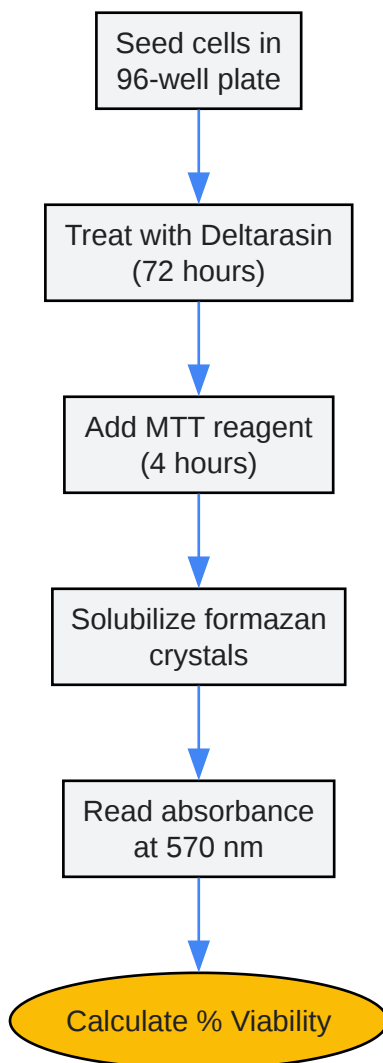 Seed cells in
96-well plate
Treat with Deltarasin
(72 hours)
Add MTT reagent
(4 hours)
Solubilize formazan
crystals
Read absorbance
at 570 nm
Calculate % Viability